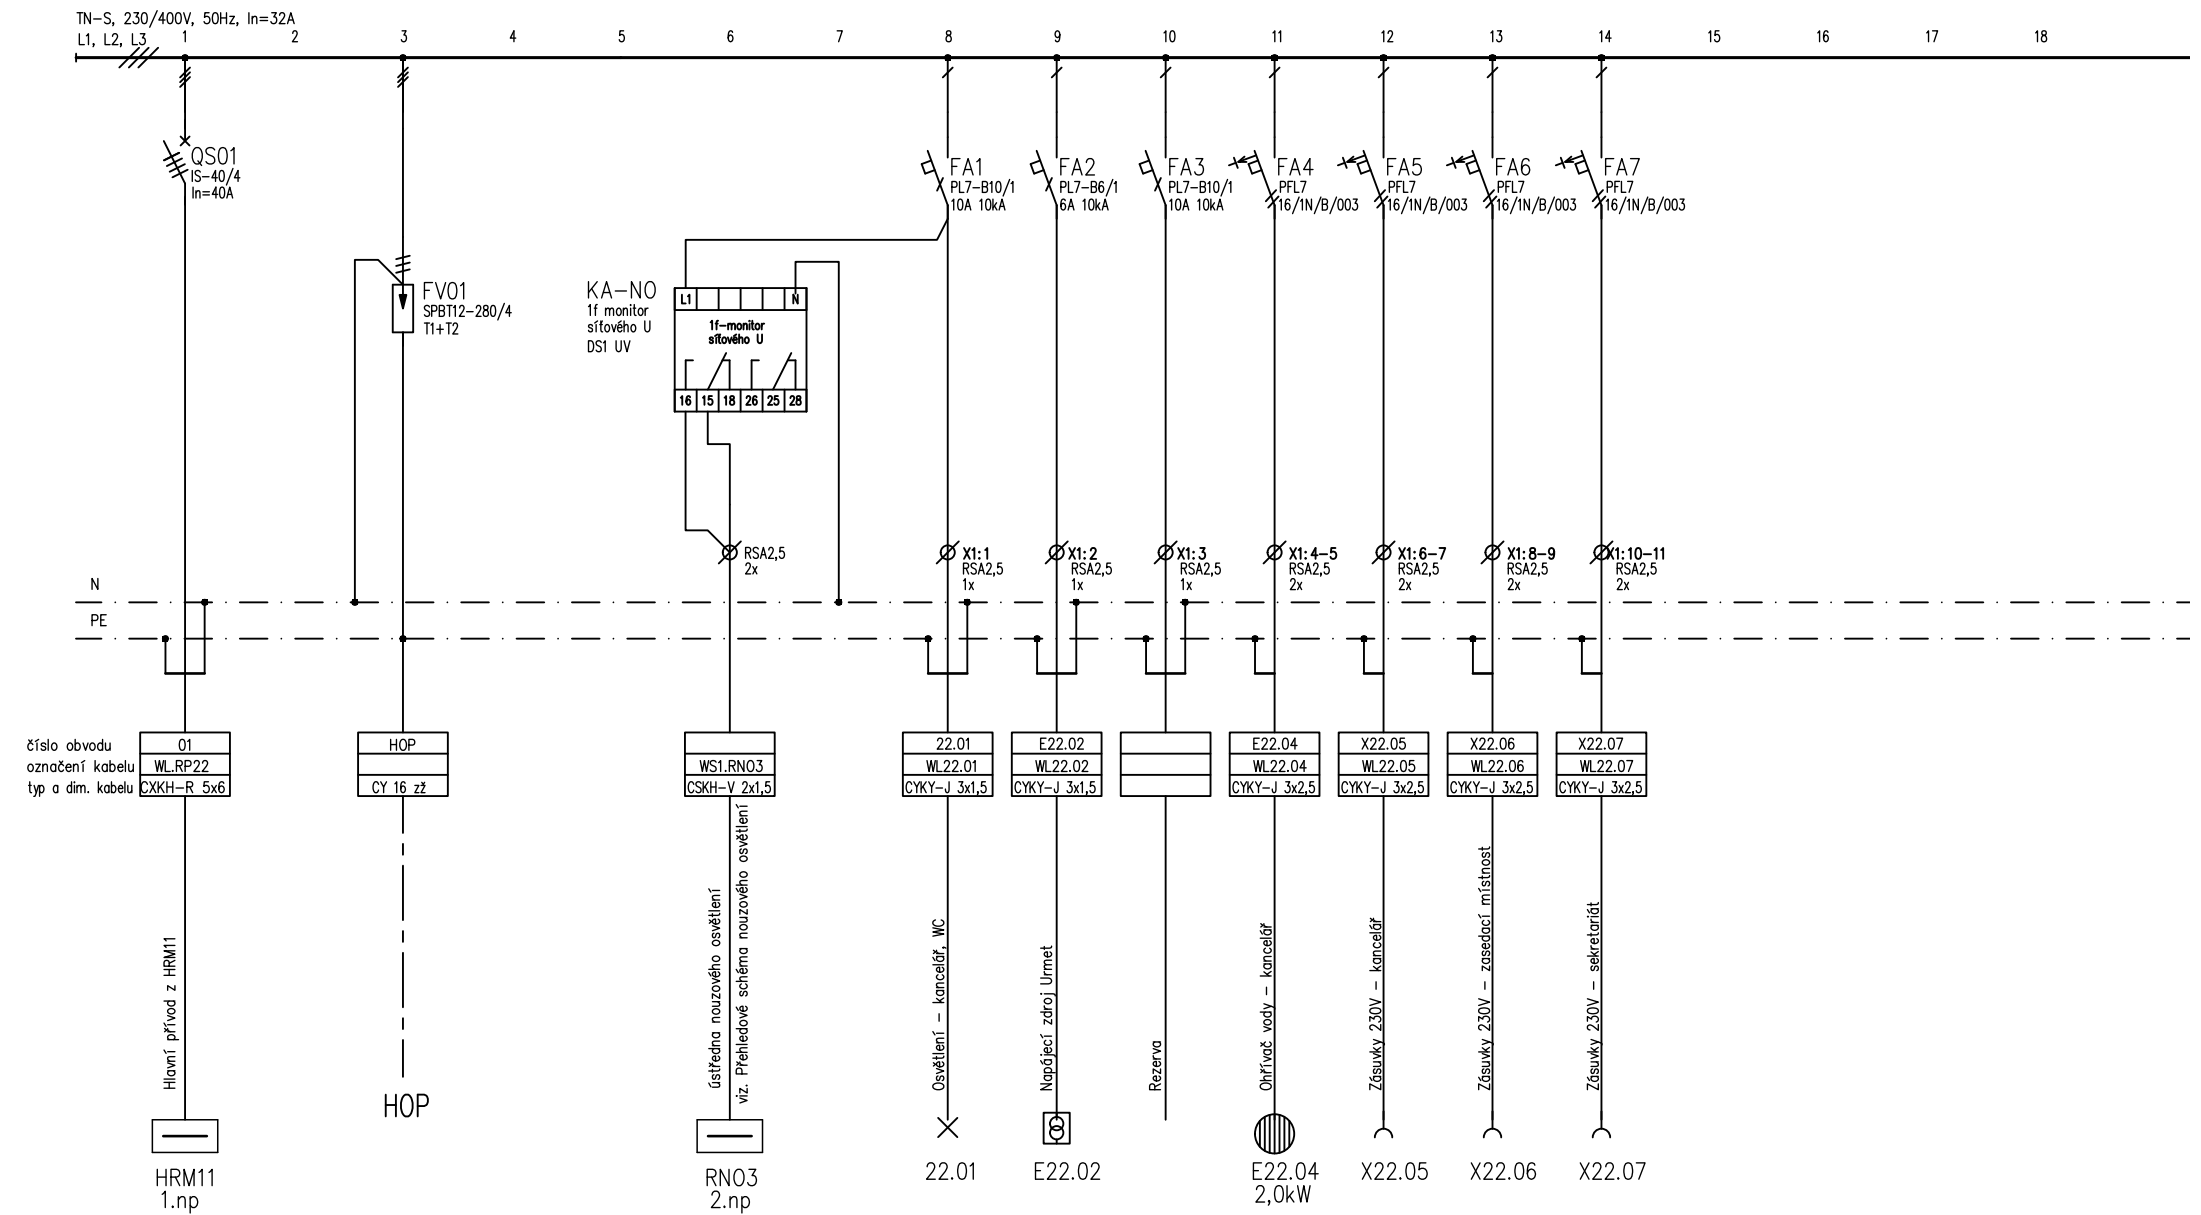 TN-S, 230/400V, 50Hz, In=32A
L1, L2, L3
1 2 3 4 5 6 7 8 9 10 11 12 13 14 15 16 17 18
QS01
IS-40/4
In=40A
FV01
SPBT12-280/4
T1+T2
KA-NO
1f monitor
síťového U
DS1 UV
L1 N
1f-monitor
síťového U
16 15 18 26 25 28
FA1
PL7-B10/1
10A 10kA
FA2
PL7-B6/1
6A 10kA
FA3
PL7-B10/1
10A 10kA
FA4
PFL7
16/1N/B/003
FA5
PFL7
16/1N/B/003
FA6
PFL7
16/1N/B/003
FA7
PFL7
16/1N/B/003
RSA2,5
2x
X1:1
RSA2,5
1x
X1:2
RSA2,5
1x
X1:3
RSA2,5
1x
X1:4-5
RSA2,5
2x
X1:6-7
RSA2,5
2x
X1:8-9
RSA2,5
2x
X1:10-11
RSA2,5
2x
N
PE
číslo obvodu
označení kabelu
typ a dim. kabelu
01
WL.RP22
CXKH-R 5x6
HOP
CY 16 zž
WS1.RNO3
CSKH-V 2x1,5
22.01
WL22.01
CYKY-J 3x1,5
E22.02
WL22.02
CYKY-J 3x1,5
E22.04
WL22.04
CYKY-J 3x2,5
X22.05
WL22.05
CYKY-J 3x2,5
X22.06
WL22.06
CYKY-J 3x2,5
X22.07
WL22.07
CYKY-J 3x2,5
Hlavní přívod z HRM11
ústředna nouzového osvětlení
viz. Přehledové schéma nouzového osvětlení
Osvětlení - kancelář, WC
Napájecí zdroj Urmet
Rezerva
Ohřívač vody - kancelář
Zásuvky 230V - kancelář
Zásuvky 230V - zasedací místnost
Zásuvky 230V - sekretariát
HRM11
1.np
HOP
RNO3
2.np
22.01
E22.02
E22.04
2,0kW
X22.05
X22.06
X22.07